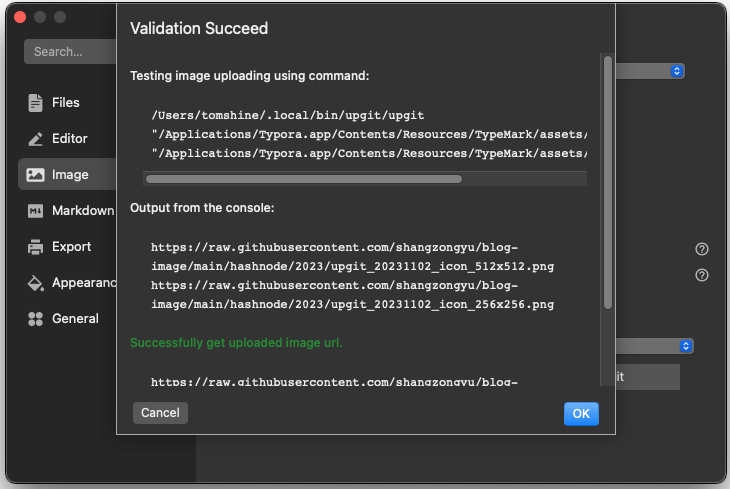 Validation Succeed
Search...
Testing image uploading using command:
/Users/tomshine/.local/bin/upgit/upgit
"/Applications/Typora.app/Contents/Resources/TypeMark/assets/
"/Applications/Typora.app/Contents/Resources/TypeMark/assets/
Files
Editor
Image
Markdown
Export
Appearanc
General
Output from the console:
https://raw.githubusercontent.com/shangzongyu/blog-
image/main/hashnode/2023/upgit_20231102_icon_512x512.png
https://raw.githubusercontent.com/shangzongyu/blog-
image/main/hashnode/2023/upgit_20231102_icon_256x256.png
Successfully get uploaded image url.
https://raw.githubusercontent.com/shangzongyu/blog-
it
Cancel
OK